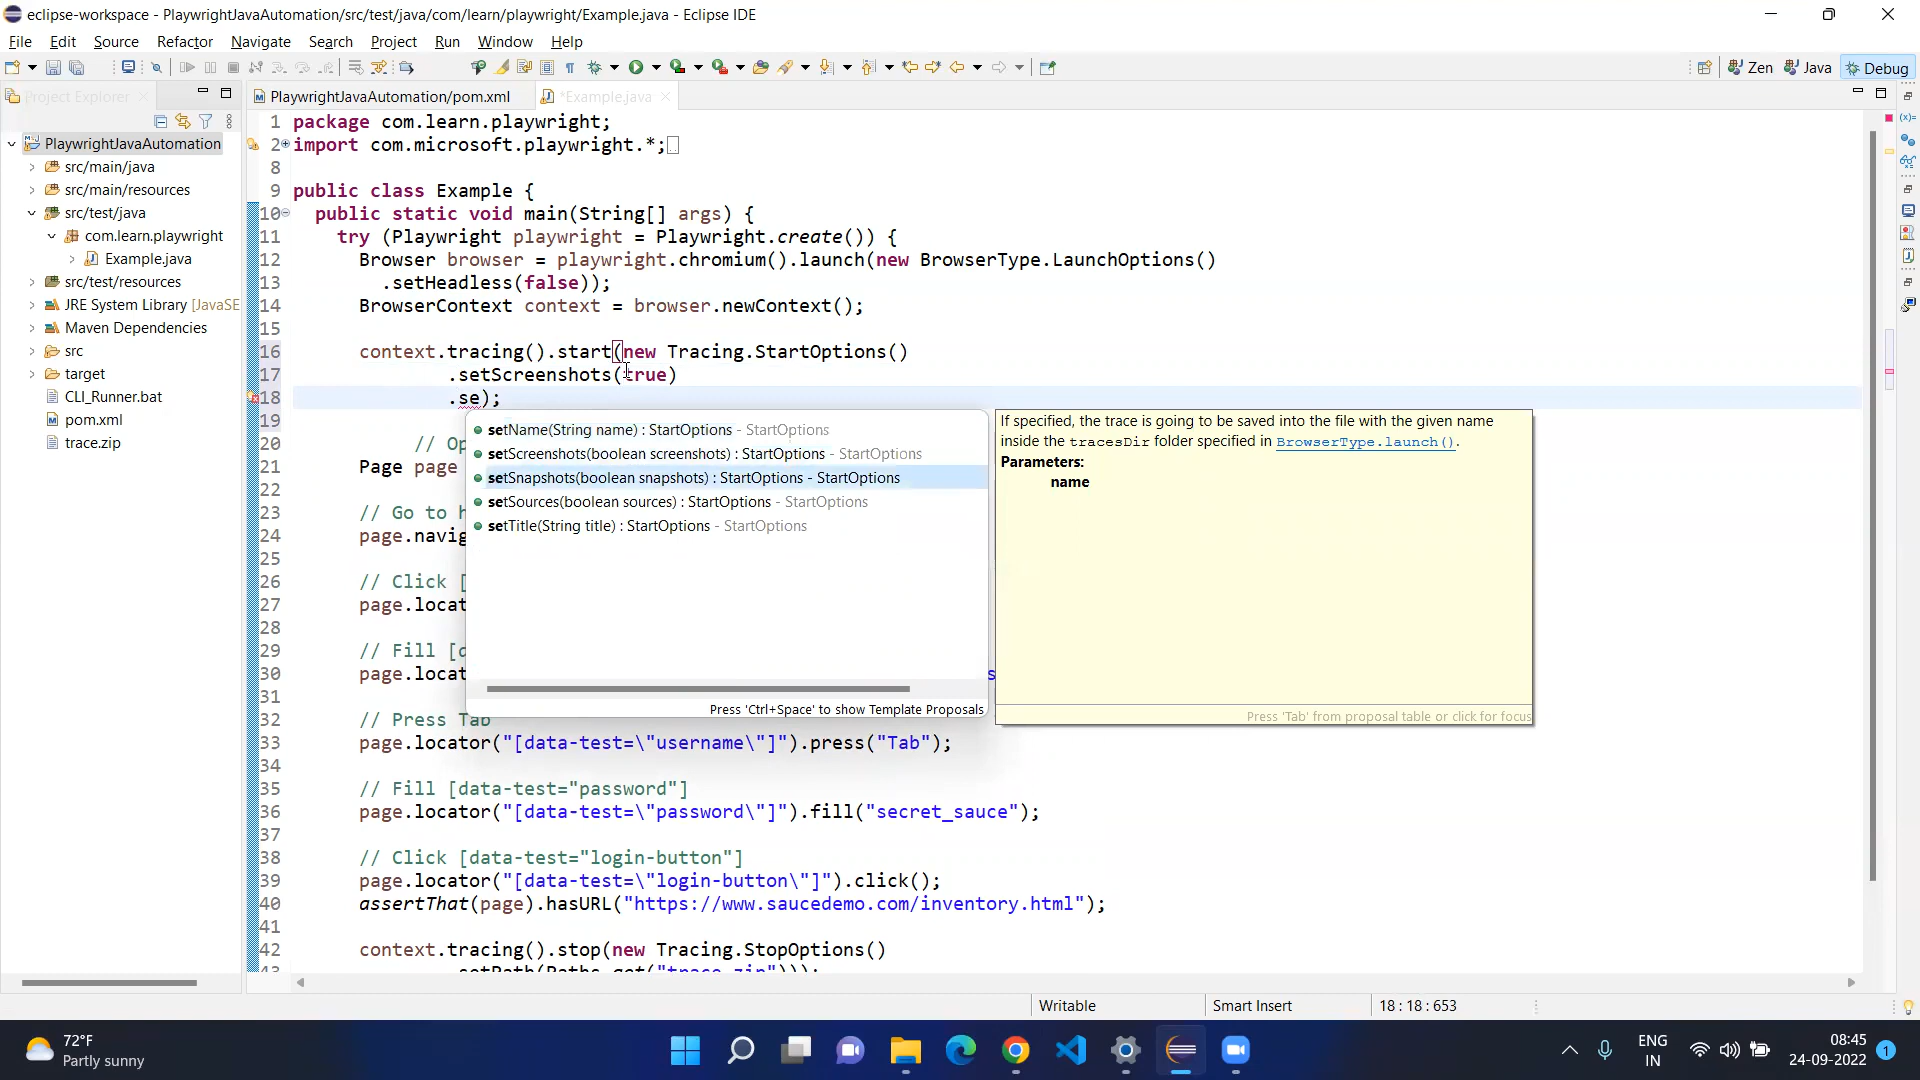 eclipse-workspace - PlaywrightJavaAutomation/src/test/java/com/learn/playwright/Example.java - Eclipse IDE
File Edit Source Refactor Navigate Search Project Run Window Help
Zen Java Debug
Project Explorer
PlaywrightJavaAutomation/pom.xml
*Example.java
PlaywrightJavaAutomation
src/main/java
src/main/resources
src/test/java
com.learn.playwright
Example.java
src/test/resources
JRE System Library [JavaSE
Maven Dependencies
src
target
CLI_Runner.bat
pom.xml
trace.zip
1 package com.learn.playwright;
2 import com.microsoft.playwright.*;
8
9 public class Example {
10 public static void main(String[] args) {
11 try (Playwright playwright = Playwright.create()) {
12 Browser browser = playwright.chromium().launch(new BrowserType.LaunchOptions()
13 .setHeadless(false));
14 BrowserContext context = browser.newContext();
15
16 context.tracing().start(new Tracing.StartOptions()
17 .setScreenshots(true)
18 .se);
19
20 // Op
21 Page page
22
23 // Go to h
24 page.navig
25
26 // Click [
27 page.locat
28
29 // Fill [d
30 page.locat s
31
32 // Press Tab
33 page.locator("[data-test=\"username\"]").press("Tab");
34
35 // Fill [data-test="password"]
36 page.locator("[data-test=\"password\"]").fill("secret_sauce");
37
38 // Click [data-test="login-button"]
39 page.locator("[data-test=\"login-button\"]").click();
40 assertThat(page).hasURL("https://www.saucedemo.com/inventory.html");
41
42 context.tracing().stop(new Tracing.StopOptions()
43 .setPath(Paths.get("trace.zip")));
setName(String name) : StartOptions - StartOptions
setScreenshots(boolean screenshots) : StartOptions - StartOptions
setSnapshots(boolean snapshots) : StartOptions - StartOptions
setSources(boolean sources) : StartOptions - StartOptions
setTitle(String title) : StartOptions - StartOptions
Press 'Ctrl+Space' to show Template Proposals
If specified, the trace is going to be saved into the file with the given name
inside the tracesDir folder specified in BrowserType.launch().
Parameters:
name
Press 'Tab' from proposal table or click for focus
Writable
Smart Insert
18 : 18 : 653
72°F
Partly sunny
ENG
IN
08:45
24-09-2022
1